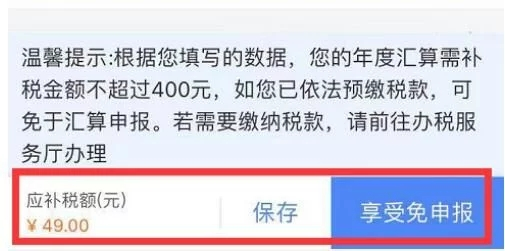 温馨提示:根据您填写的数据，您的年度汇算需补
税金额不超过400元，如您已依法预缴税款，可
免于汇算申报。若需要缴纳税款，请前往办税服
务厅办理
应补税额(元)
¥ 49.00
保存
享受免申报